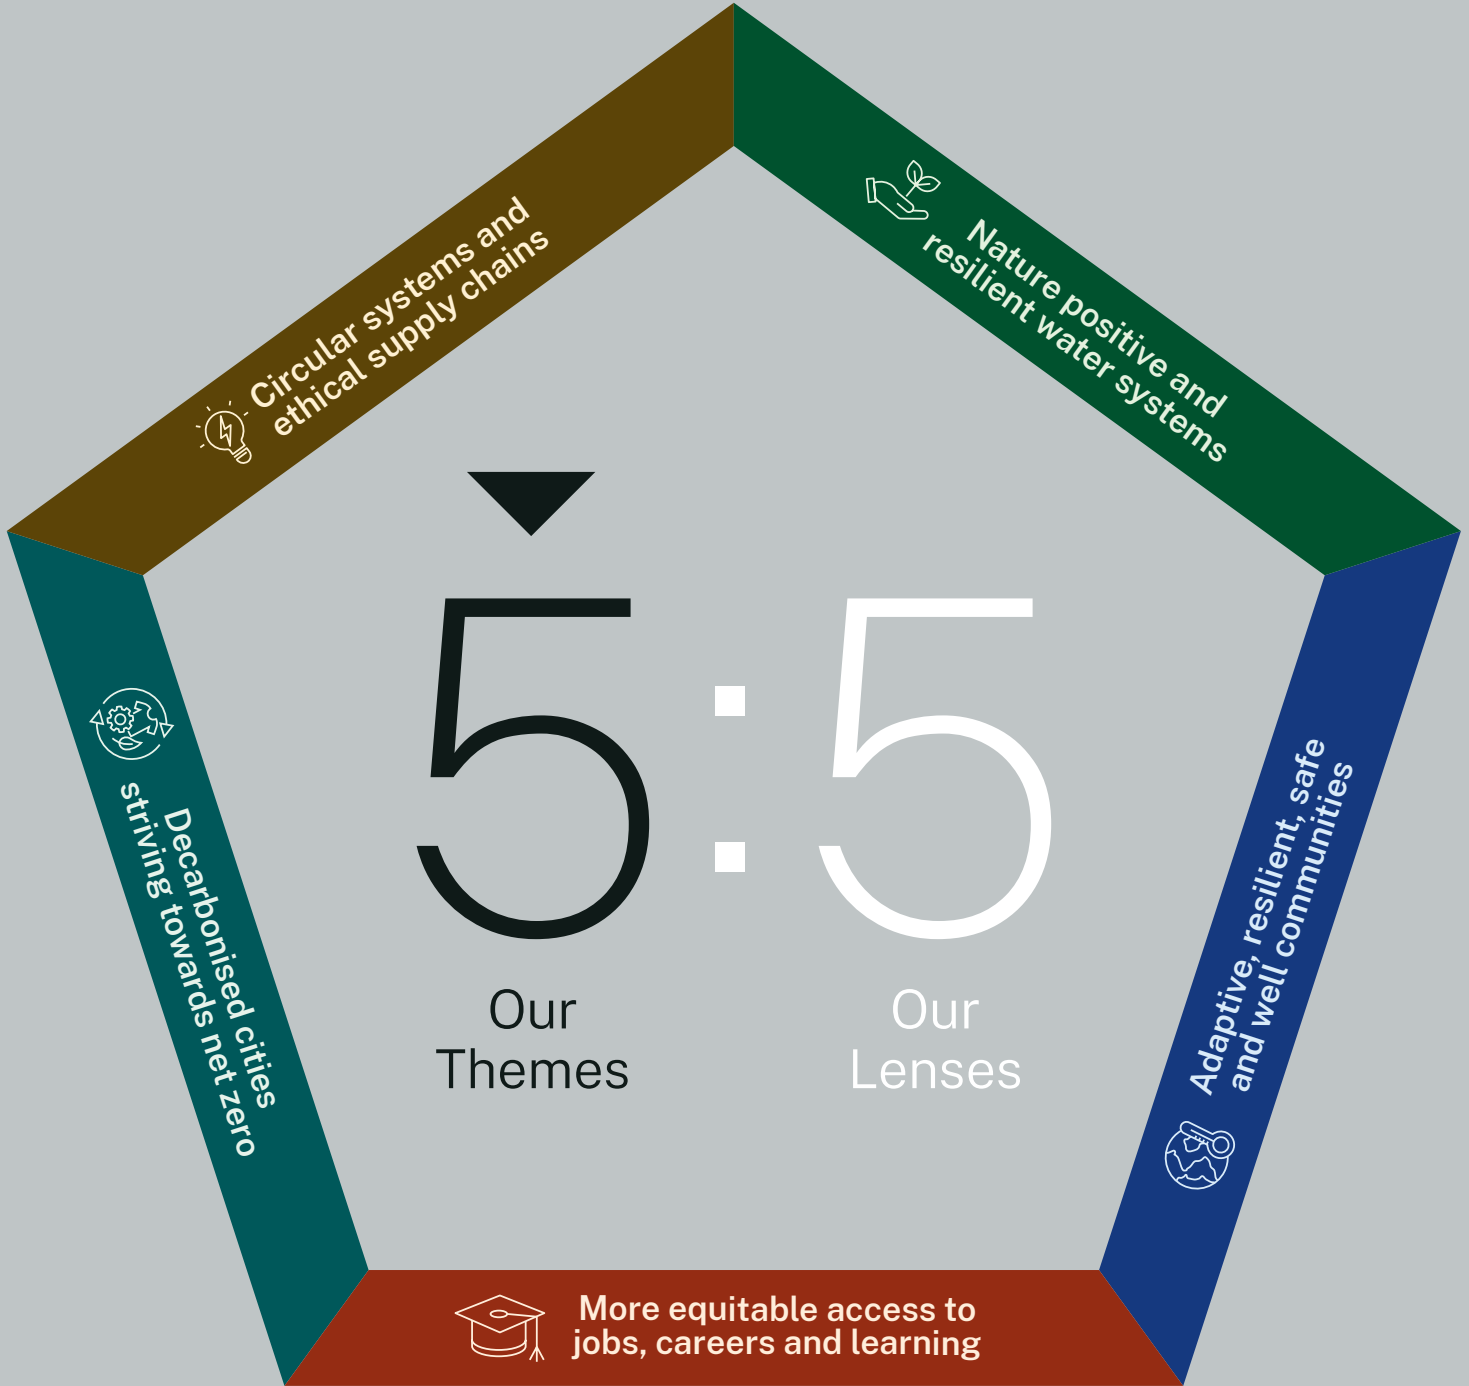 Circular systems and
ethical supply chains
Nature positive and
resilient water systems
5:5
Our
Themes
Our
Lenses
Decarbonised cities
striving towards net zero
Adaptive, resilient, safe
and well communities
More equitable access to
jobs, careers and learning